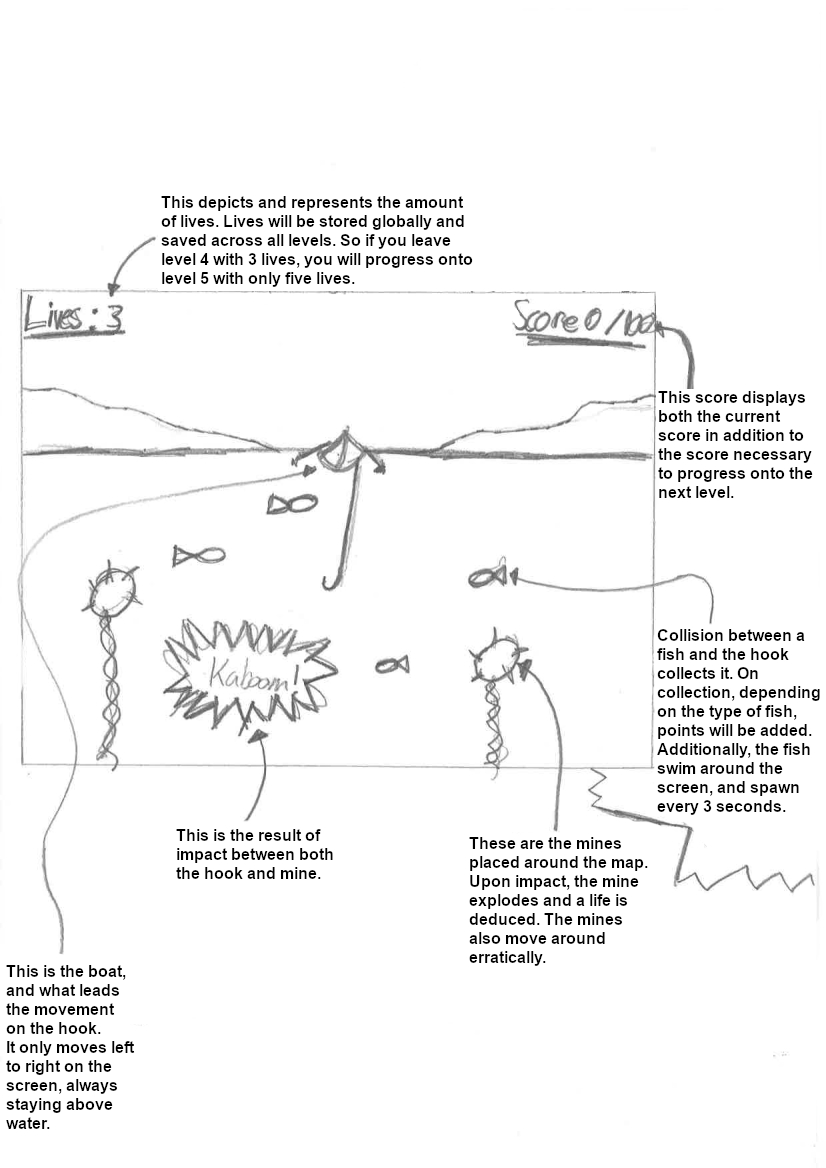 This depicts and represents the amount
of lives. Lives will be stored globally and
saved across all levels. So if you leave
level 4 with 3 lives, you will progress onto
level 5 with only five lives.
Lives: 3
Score 0/100
This score displays
both the current
score in addition to
the score necessary
to progress onto the
next level.
Collision between a
fish and the hook
collects it. On
collection, depending
on the type of fish,
points will be added.
Additionally, the fish
swim around the
screen, and spawn
every 3 seconds.
Kaboom!
This is the result of
impact between both
the hook and mine.
These are the mines
placed around the map.
Upon impact, the mine
explodes and a life is
deduced. The mines
also move around
erratically.
This is the boat,
and what leads
the movement
on the hook.
It only moves left
to right on the
screen, always
staying above
water.